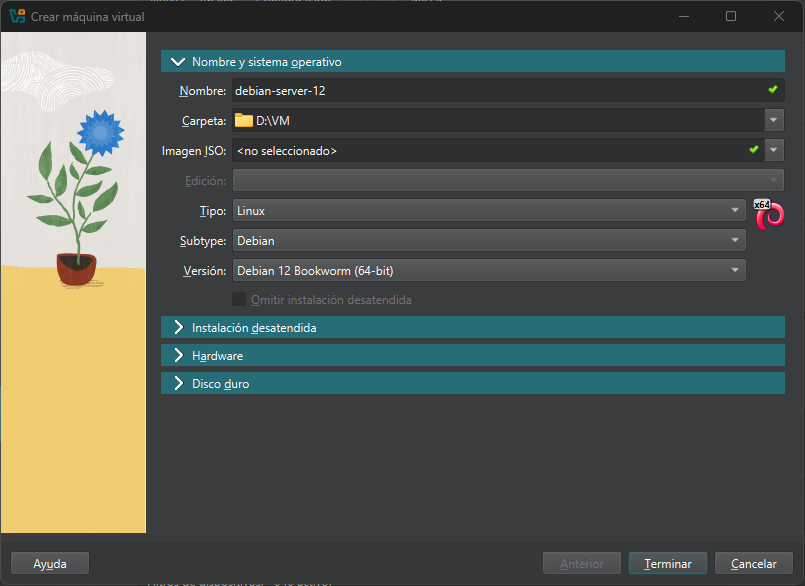 Crear máquina virtual
Nombre y sistema operativo
Nombre: debian-server-12
Carpeta: D:\VM
Imagen ISO: <no seleccionado>
Edición:
Tipo: Linux
x64
Subtype: Debian
Versión: Debian 12 Bookworm (64-bit)
Omitir instalación desatendida
Instalación desatendida
Hardware
Disco duro
Ayuda Anterior Terminar Cancelar